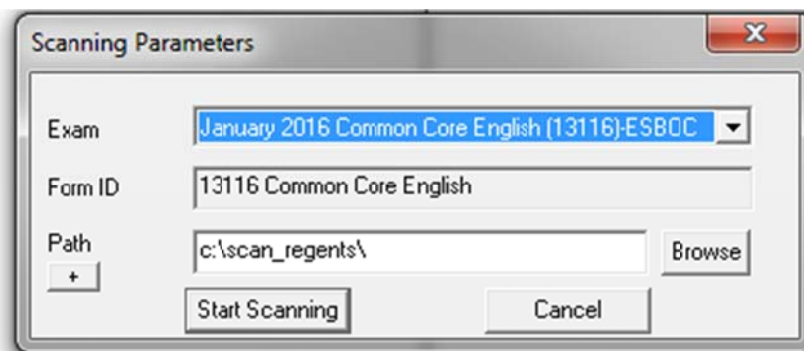 Scanning Parameters
Exam January 2016 Common Core English (13116)-ESBOC
Form ID 13116 Common Core English
Path c:\scan_regents\ Browse
+
Start Scanning Cancel